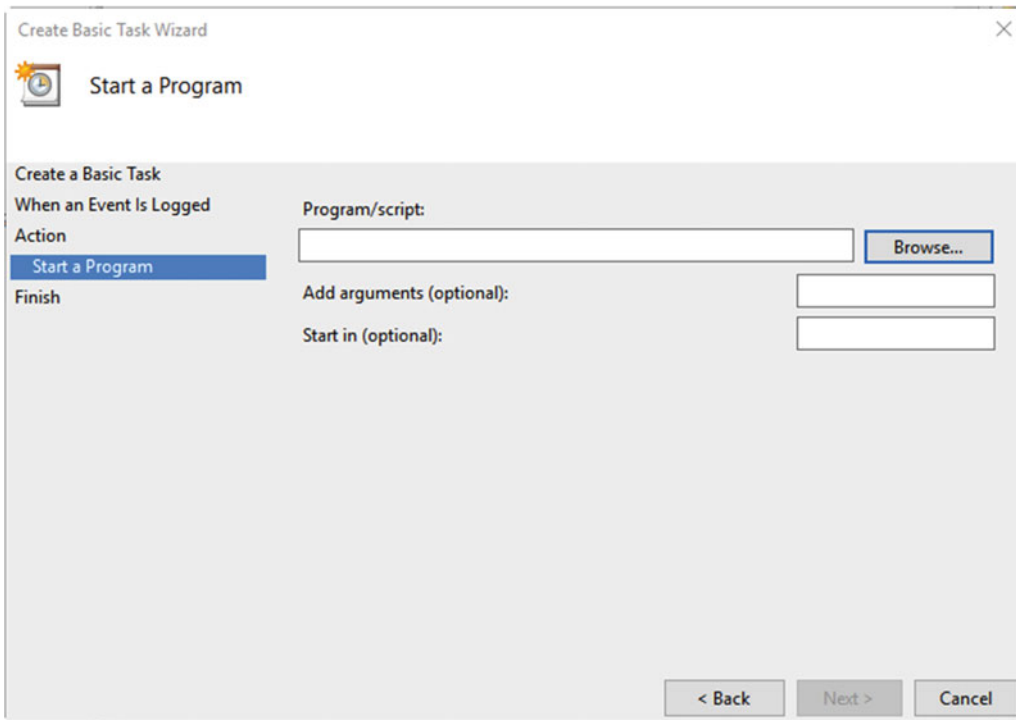 Create Basic Task Wizard
Start a Program
Create a Basic Task
When an Event Is Logged
Action
Start a Program
Finish
Program/script:
Browse...
Add arguments (optional):
Start in (optional):
< Back
Next >
Cancel